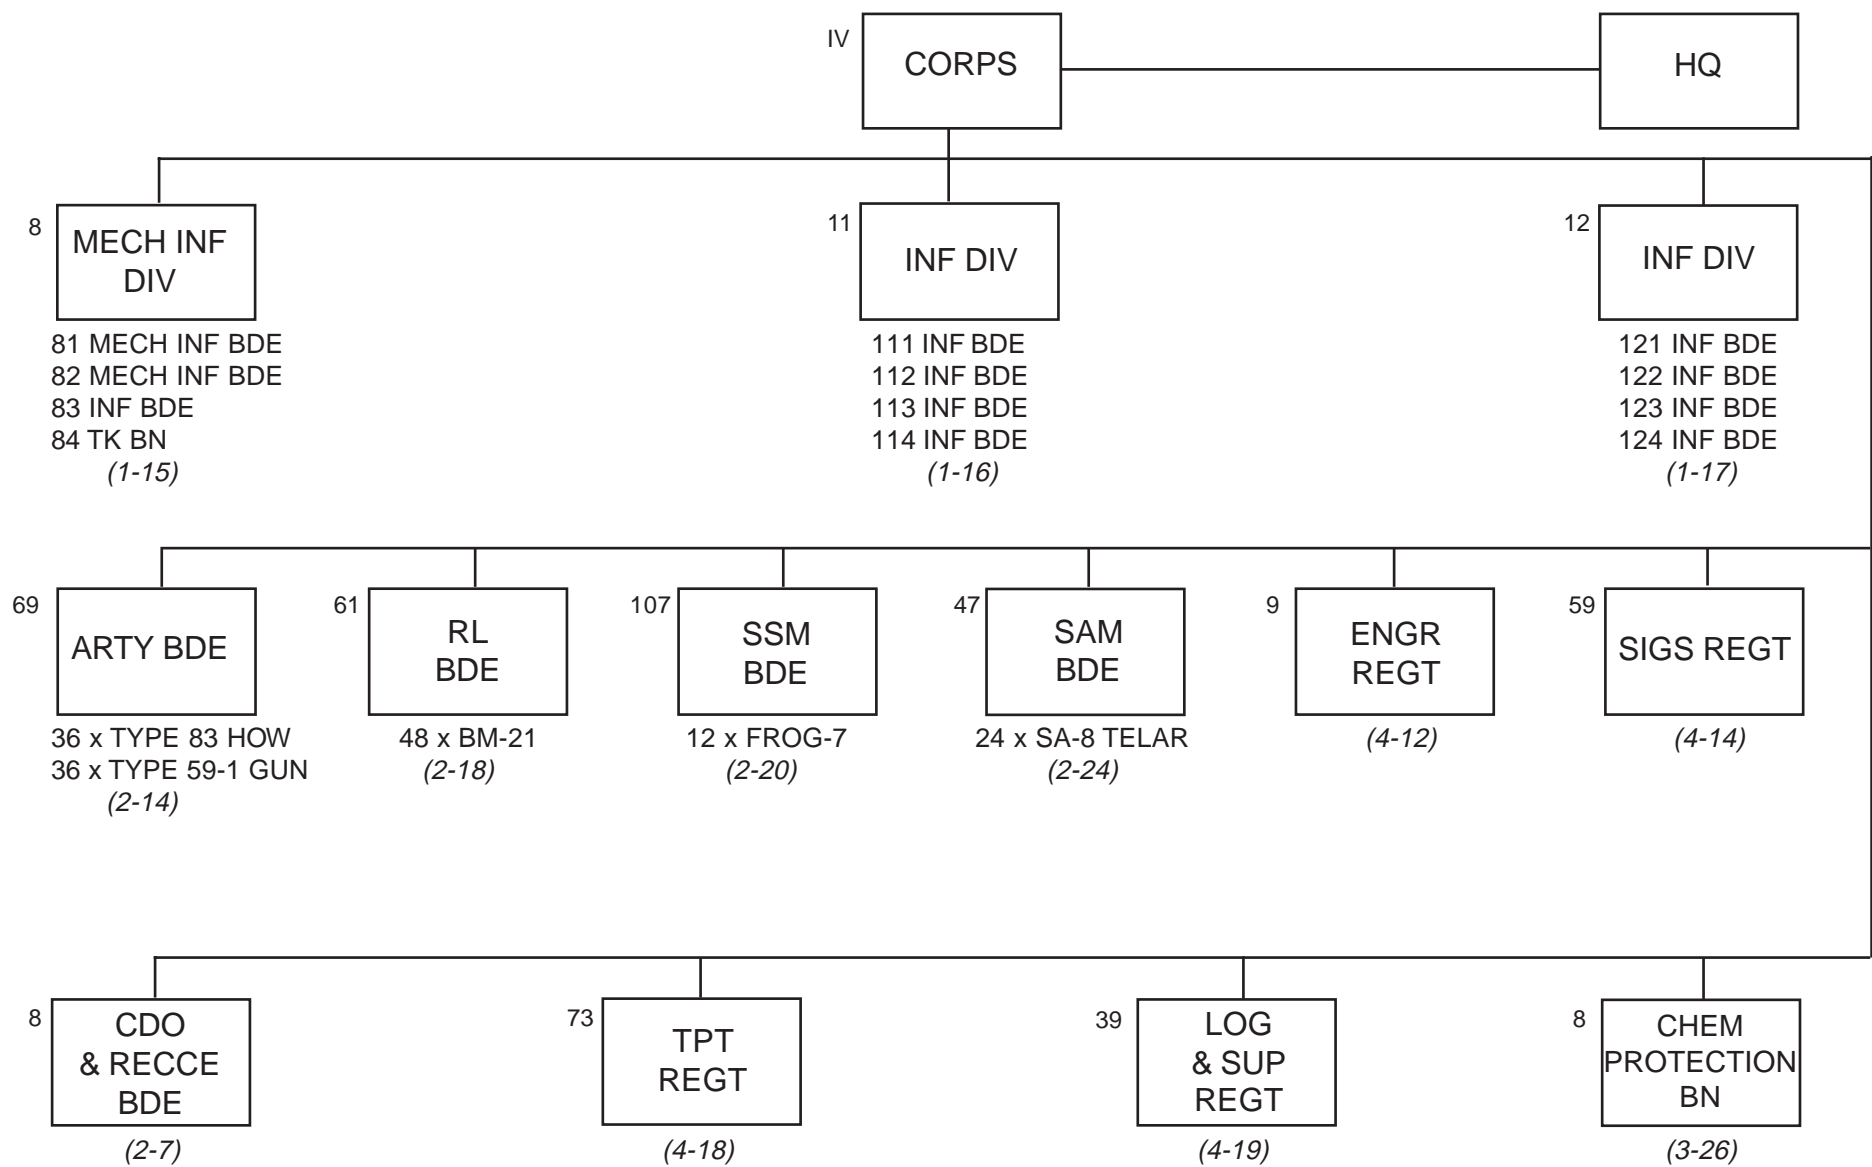 IV
CORPS
HQ
8
MECH INF
DIV
81 MECH INF BDE
82 MECH INF BDE
83 INF BDE
84 TK BN
(1-15)
11
INF DIV
111 INF BDE
112 INF BDE
113 INF BDE
114 INF BDE
(1-16)
12
INF DIV
121 INF BDE
122 INF BDE
123 INF BDE
124 INF BDE
(1-17)
69
ARTY BDE
36 x TYPE 83 HOW
36 x TYPE 59-1 GUN
(2-14)
61
RL
BDE
48 x BM-21
(2-18)
107
SSM
BDE
12 x FROG-7
(2-20)
47
SAM
BDE
24 x SA-8 TELAR
(2-24)
9
ENGR
REGT
(4-12)
59
SIGS REGT
(4-14)
8
CDO
& RECCE
BDE
(2-7)
73
TPT
REGT
(4-18)
39
LOG
& SUP
REGT
(4-19)
8
CHEM
PROTECTION
BN
(3-26)